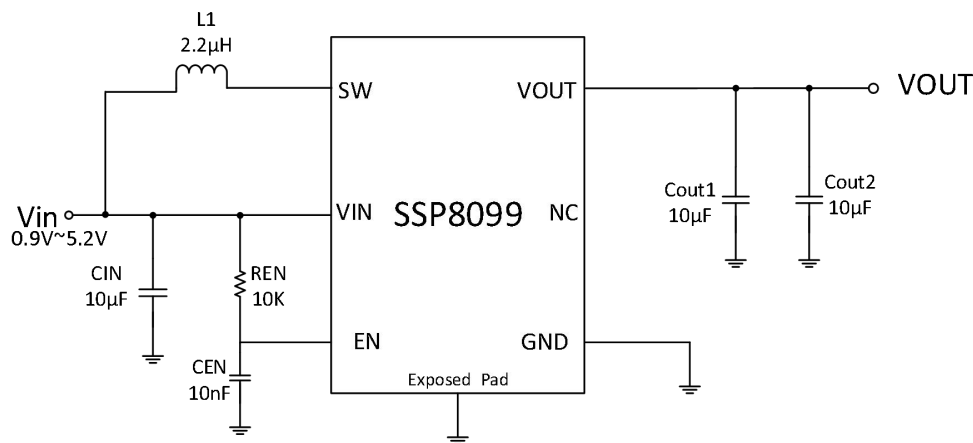 L1
2.2µH
SW
VOUT
VOUT
Vin
0.9V~5.2V
VIN
SSP8099
NC
Cout1
10µF
Cout2
10µF
CIN
10µF
REN
10K
EN
GND
CEN
10nF
Exposed Pad